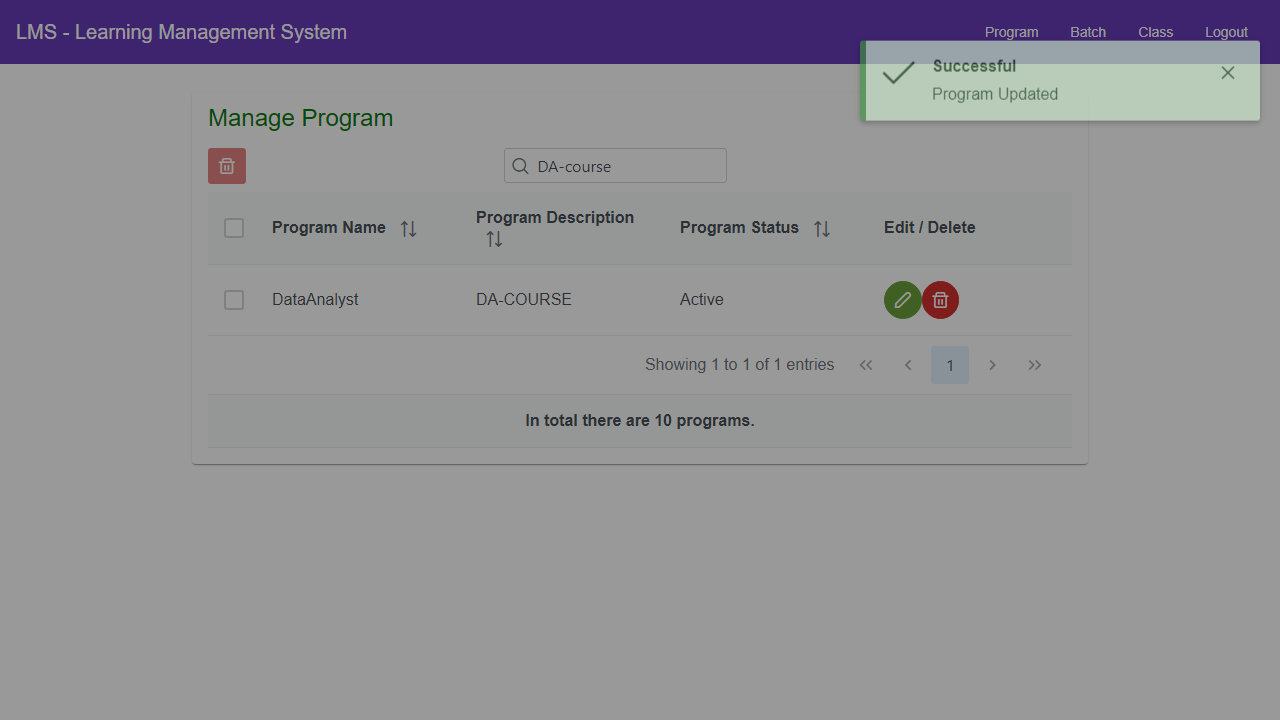 LMS - Learning Management System
Program Batch Class Logout
Successful
Program Updated
Manage Program
DA-course
Program Name Program Description Program Status Edit / Delete
DataAnalyst DA-COURSE Active
Showing 1 to 1 of 1 entries 1
In total there are 10 programs.